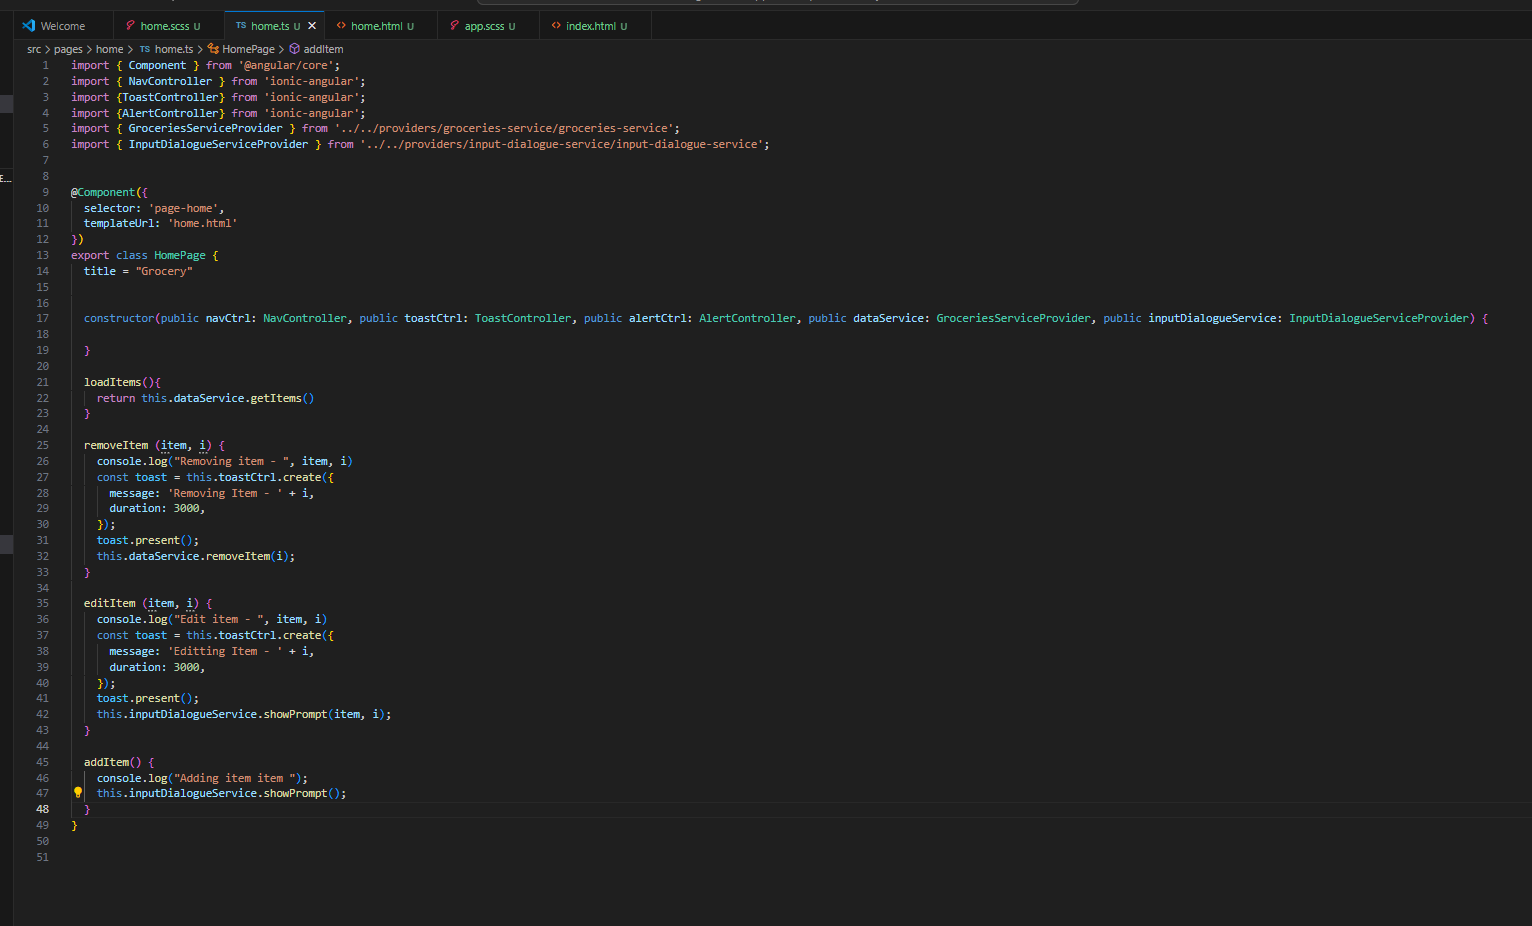 Welcome home.scss U TS home.ts U home.html U app.scss U index.html U
src > pages > home > TS home.ts > HomePage > addItem
E...
1 import { Component } from '@angular/core';
2 import { NavController } from 'ionic-angular';
3 import {ToastController} from 'ionic-angular';
4 import {AlertController} from 'ionic-angular';
5 import { GroceriesServiceProvider } from '../../providers/groceries-service/groceries-service';
6 import { InputDialogueServiceProvider } from '../../providers/input-dialogue-service/input-dialogue-service';
7
8
9 @Component({
10   selector: 'page-home',
11   templateUrl: 'home.html'
12 })
13 export class HomePage {
14   title = "Grocery"
15
16
17   constructor(public navCtrl: NavController, public toastCtrl: ToastController, public alertCtrl: AlertController, public dataService: GroceriesServiceProvider, public inputDialogueService: InputDialogueServiceProvider) {
18
19   }
20
21   loadItems(){
22     return this.dataService.getItems()
23   }
24
25   removeItem (item, i) {
26     console.log("Removing item - ", item, i)
27     const toast = this.toastCtrl.create({
28       message: 'Removing Item - ' + i,
29       duration: 3000,
30     });
31     toast.present();
32     this.dataService.removeItem(i);
33   }
34
35   editItem (item, i) {
36     console.log("Edit item - ", item, i)
37     const toast = this.toastCtrl.create({
38       message: 'Editting Item - ' + i,
39       duration: 3000,
40     });
41     toast.present();
42     this.inputDialogueService.showPrompt(item, i);
43   }
44
45   addItem() {
46     console.log("Adding item item ");
47     this.inputDialogueService.showPrompt();
48   }
49 }
50
51